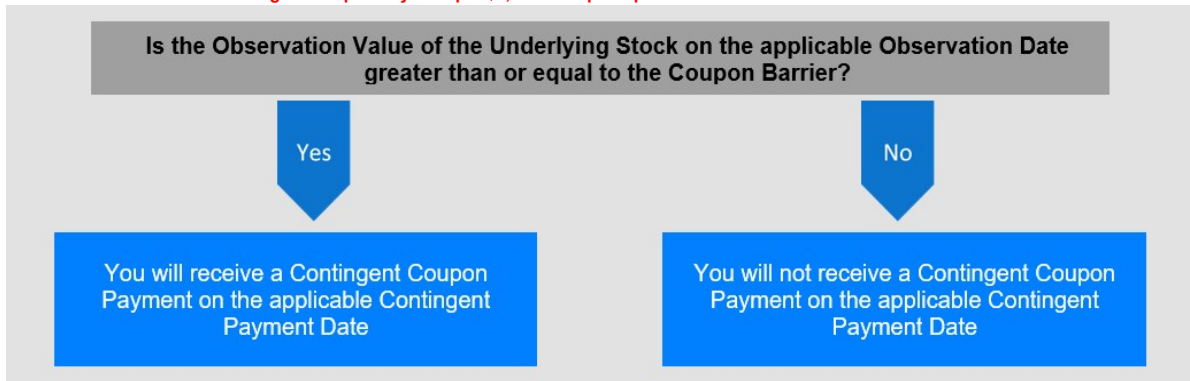 Is the Observation Value of the Underlying Stock on the applicable Observation Date
greater than or equal to the Coupon Barrier?
Yes
No
You will receive a Contingent Coupon
Payment on the applicable Contingent
Payment Date
You will not receive a Contingent Coupon
Payment on the applicable Contingent
Payment Date